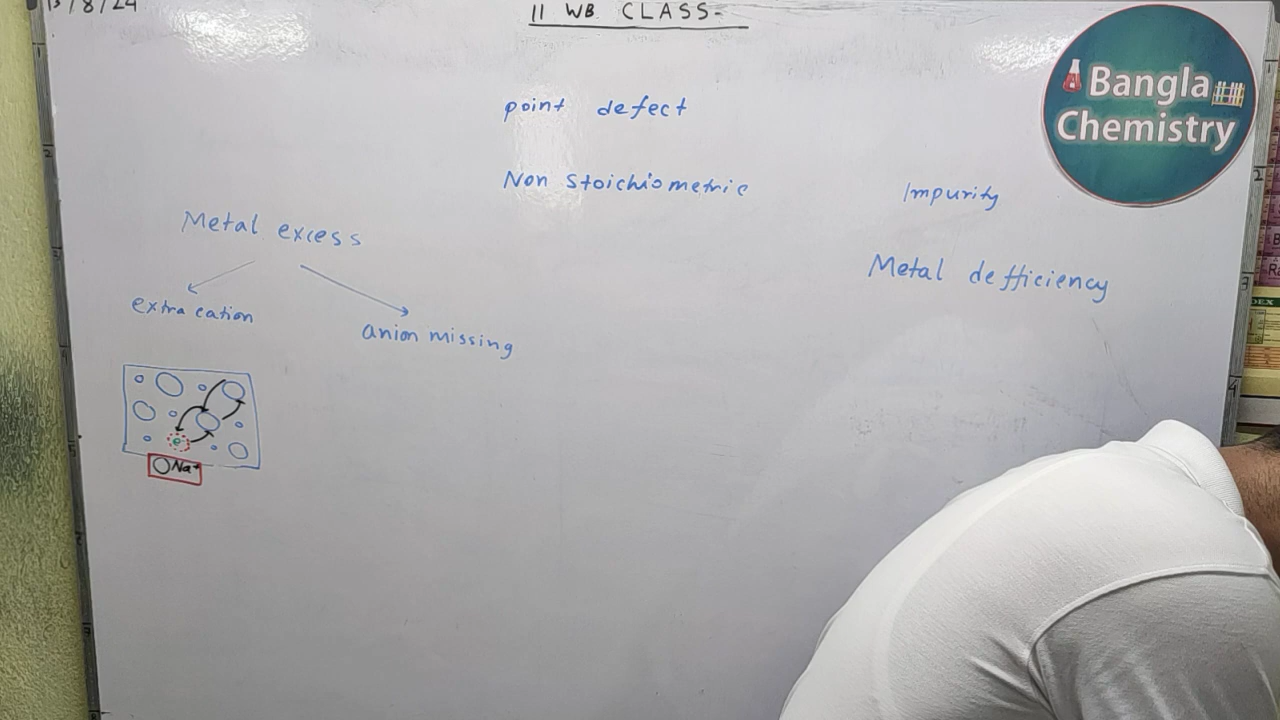 13/8/24
11 WB CLASS-
Bangla
Chemistry
point defect
Non Stoichiometric
Impurity
Metal excess
Metal defficiency
extra cation
anion missing
e⁻
Na⁺